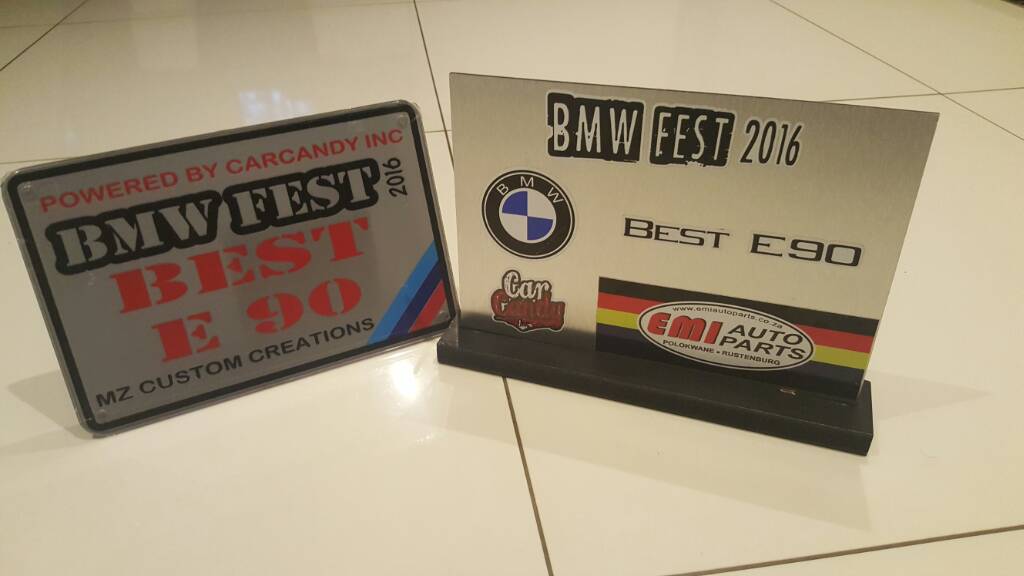 POWERED BY CARCANDY INC
BMW FEST 2016
BEST
E 90
MZ CUSTOM CREATIONS
BMW FEST 2016
BMW
BEST E90
Car
Candy
www.emiautoparts.co.za
EMI AUTO
PARTS
POLOKWANE • RUSTENBURG